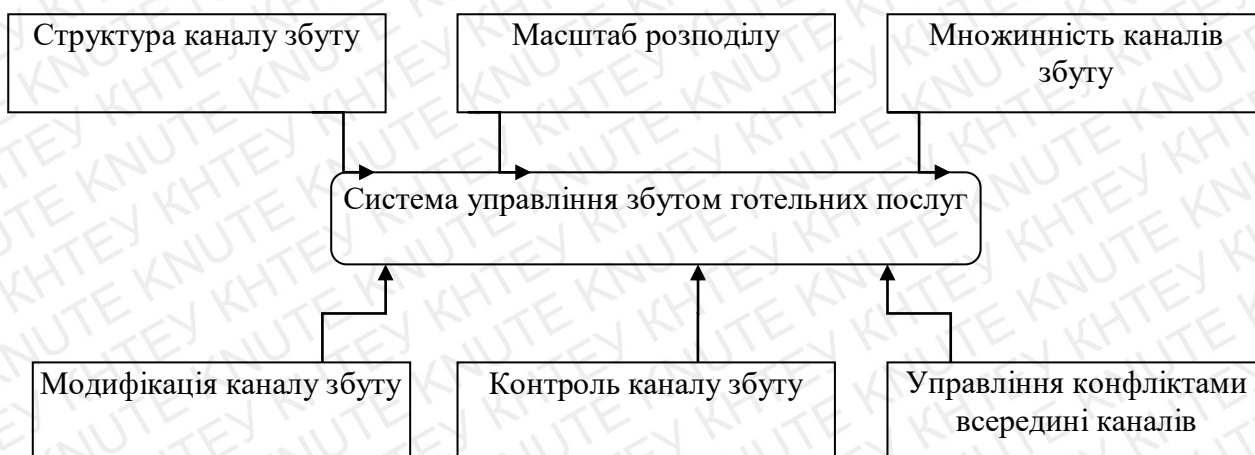 Структура каналу збуту
Масштаб розподілу
Множинність каналів
збуту
Система управління збутом готельних послуг
Модифікація каналу збуту
Контроль каналу збуту
Управління конфліктами
всередині каналів